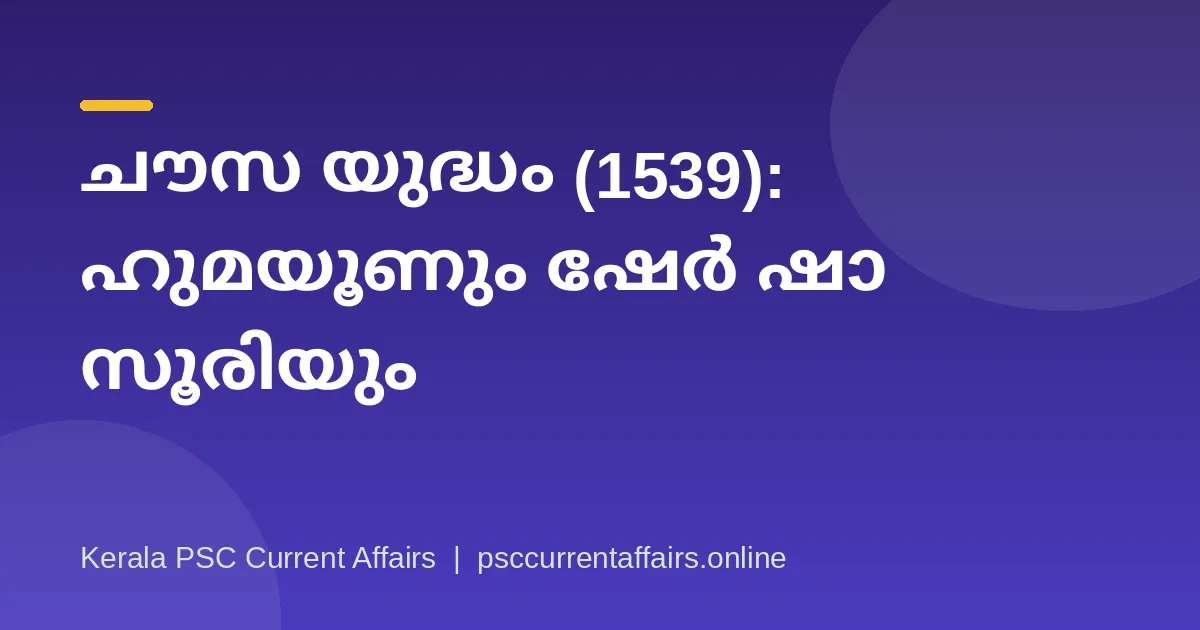 ചൗസ യുദ്ധം (1539):
ഹുമയൂണും ഷേർ ഷാ
സൂരിയും
Kerala PSC Current Affairs | psccurrentaffairs.online